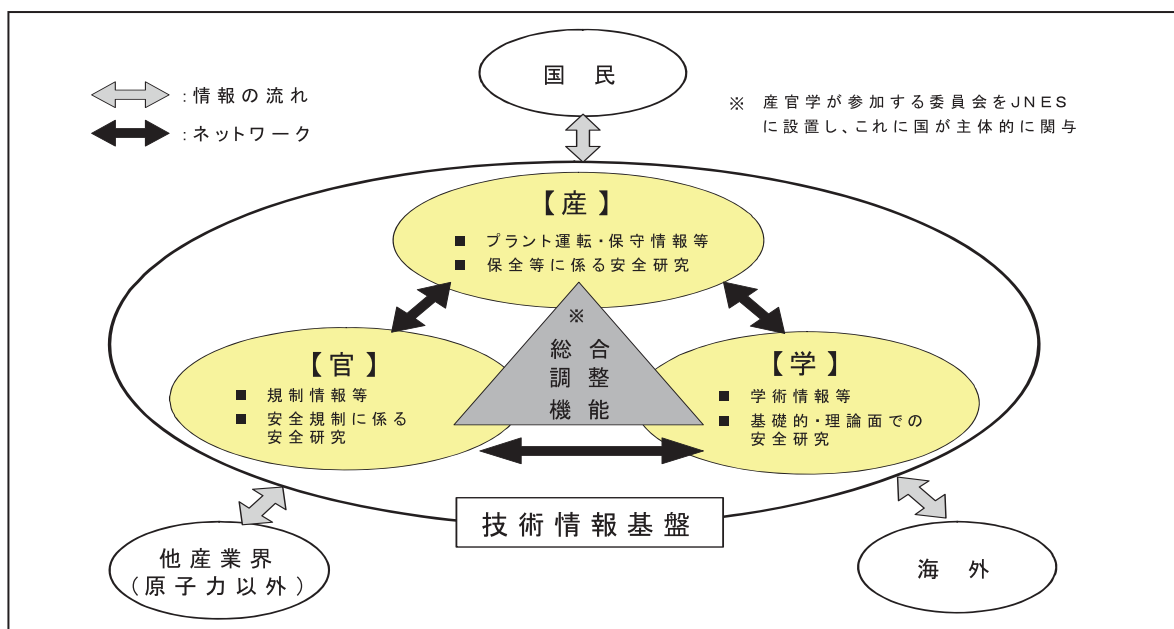 国民
:情報の流れ
:ネットワーク
※ 産官学が参加する委員会をJNES
に設置し、これに国が主体的に関与
【産】
■ プラント運転・保守情報等
■ 保全等に係る安全研究
※
総合
調整
機能
【官】
■ 規制情報等
■ 安全規制に係る
安全研究
【学】
■ 学術情報等
■ 基礎的・理論面での
安全研究
技術情報基盤
他産業界
(原子力以外)
海外